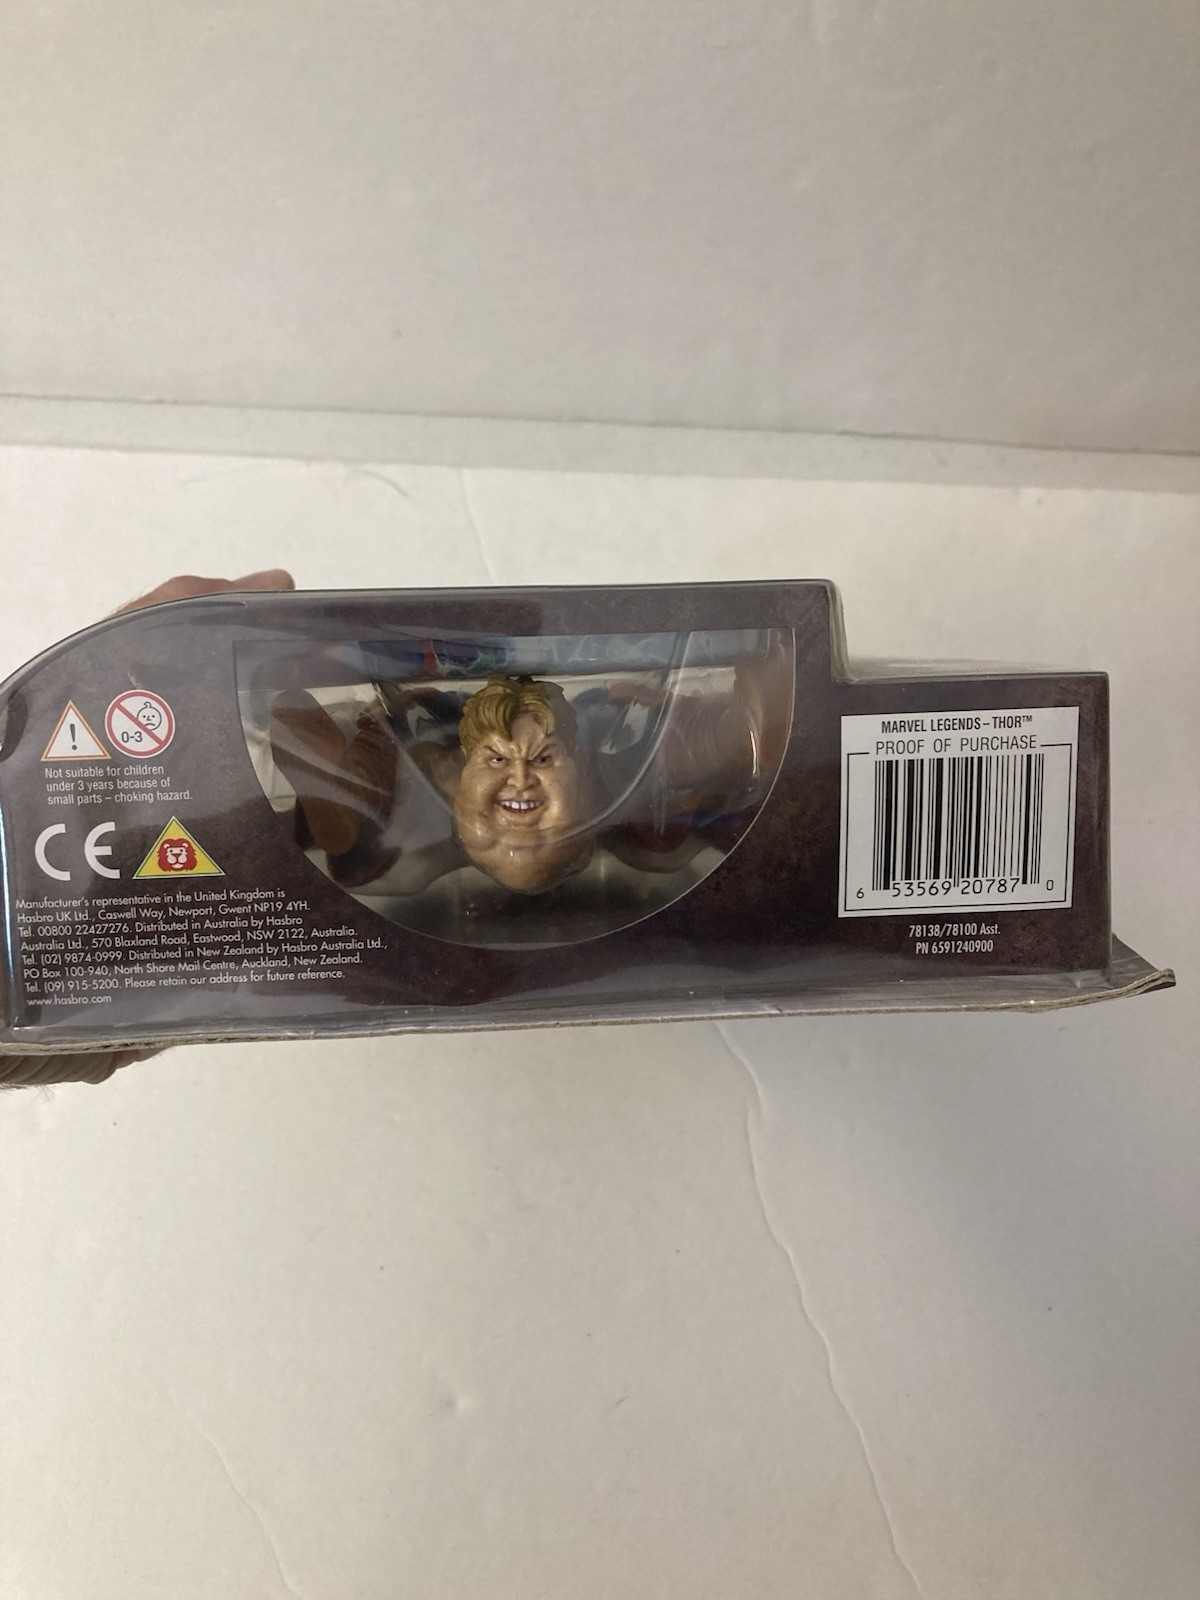 0-3
Not suitable for children
under 3 years because of
small parts – choking hazard.
CE
Manufacturer's representative in the United Kingdom is
Hasbro UK Ltd., Caswell Way, Newport, Gwent NP19 4YH.
Tel. 00800 22427276. Distributed in Australia by Hasbro
Australia Ltd., 570 Blaxland Road, Eastwood, NSW 2122, Australia.
Tel. (02) 9874-0999. Distributed in New Zealand by Hasbro Australia Ltd.,
PO Box 100-940, North Shore Mail Centre, Auckland, New Zealand.
Tel. (09) 915-5200. Please retain our address for future reference.
www.hasbro.com
MARVEL LEGENDS–THOR™
PROOF OF PURCHASE
6 53569 20787 0
78138/78100 Asst.
PN 6591240900